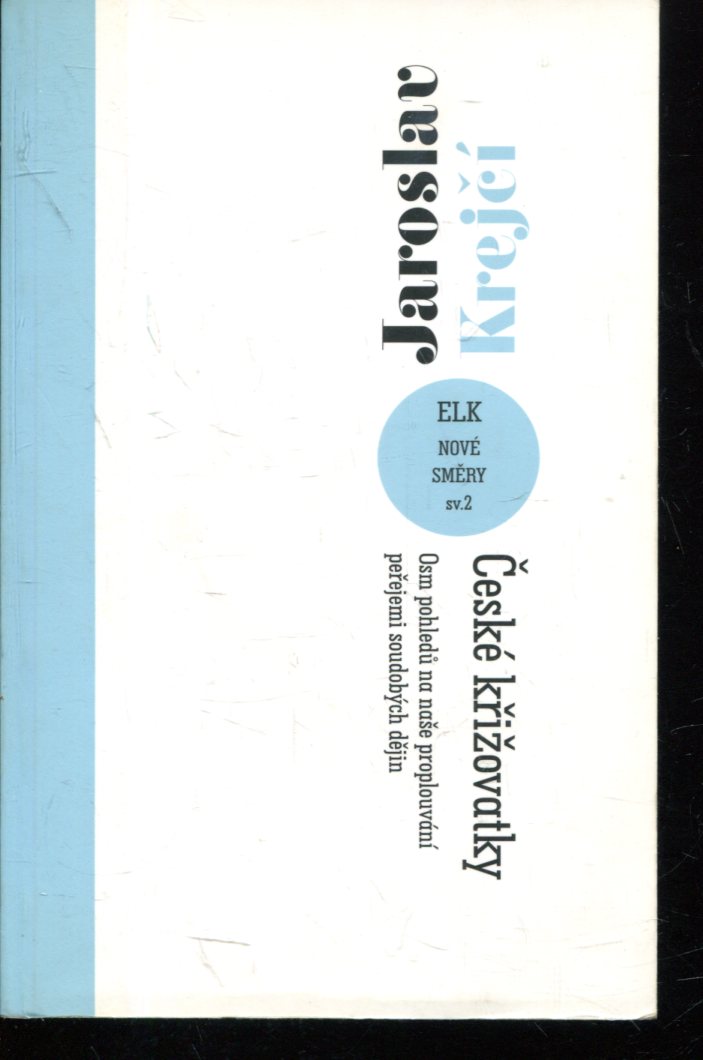 Jaroslav
Krejčí
ELK
NOVÉ
SMĚRY
sv.2
České křižovatky
Osm pohledů na naše proplouvání
peřejemi soudobých dějin